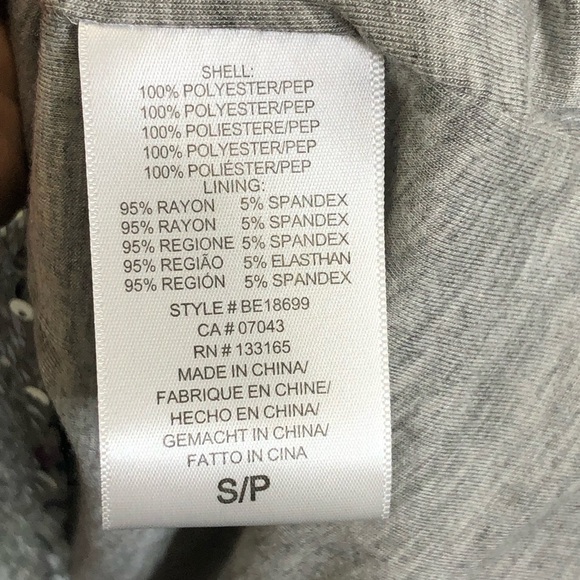 SHELL:
100% POLYESTER/PEP
100% POLYESTER/PEP
100% POLIESTERE/PEP
100% POLYESTER/PEP
100% POLIÉSTER/PEP
LINING:
95% RAYON 5% SPANDEX
95% RAYON 5% SPANDEX
95% REGIONE 5% SPANDEX
95% REGIÃO 5% ELASTHAN
95% REGIÓN 5% SPANDEX
STYLE # BE18699
CA # 07043
RN # 133165
MADE IN CHINA/
FABRIQUE EN CHINE/
HECHO EN CHINA/
GEMACHT IN CHINA/
FATTO IN CINA
S/P